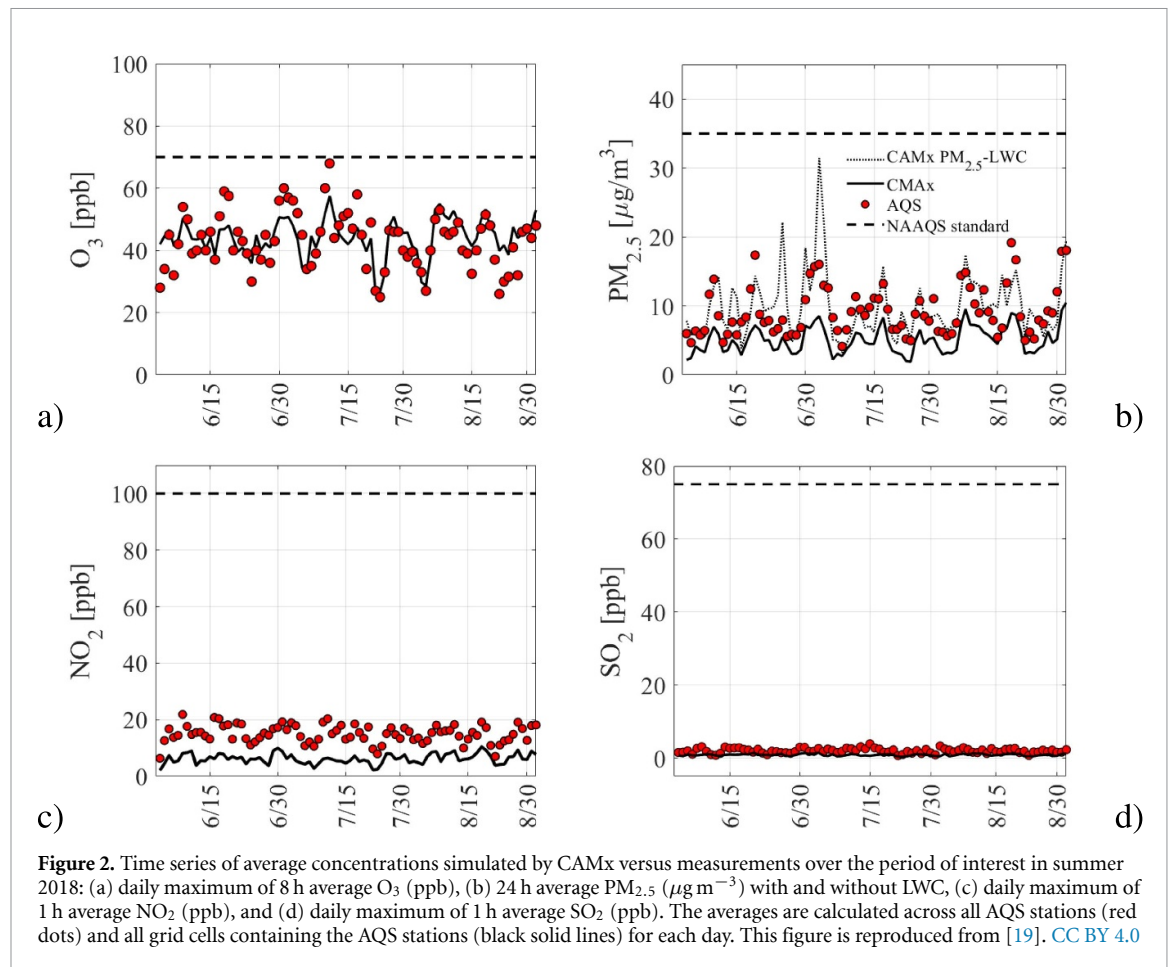 100
80
60
40
20
0
O3 [ppb]
6/15
6/30
7/15
7/30
8/15
8/30
a)
40
30
20
10
0
PM2.5 [μg/m3]
CAMx PM2.5-LWC
CMAx
AQS
NAAQS standard
6/15
6/30
7/15
7/30
8/15
8/30
b)
100
80
60
40
20
0
NO2 [ppb]
6/15
6/30
7/15
7/30
8/15
8/30
c)
80
60
40
20
0
SO2 [ppb]
6/15
6/30
7/15
7/30
8/15
8/30
d)
Figure 2. Time series of average concentrations simulated by CAMx versus measurements over the period of interest in summer
2018: (a) daily maximum of 8 h average O3 (ppb), (b) 24 h average PM2.5 (μg m−3) with and without LWC, (c) daily maximum of
1 h average NO2 (ppb), and (d) daily maximum of 1 h average SO2 (ppb). The averages are calculated across all AQS stations (red
dots) and all grid cells containing the AQS stations (black solid lines) for each day. This figure is reproduced from [19]. CC BY 4.0